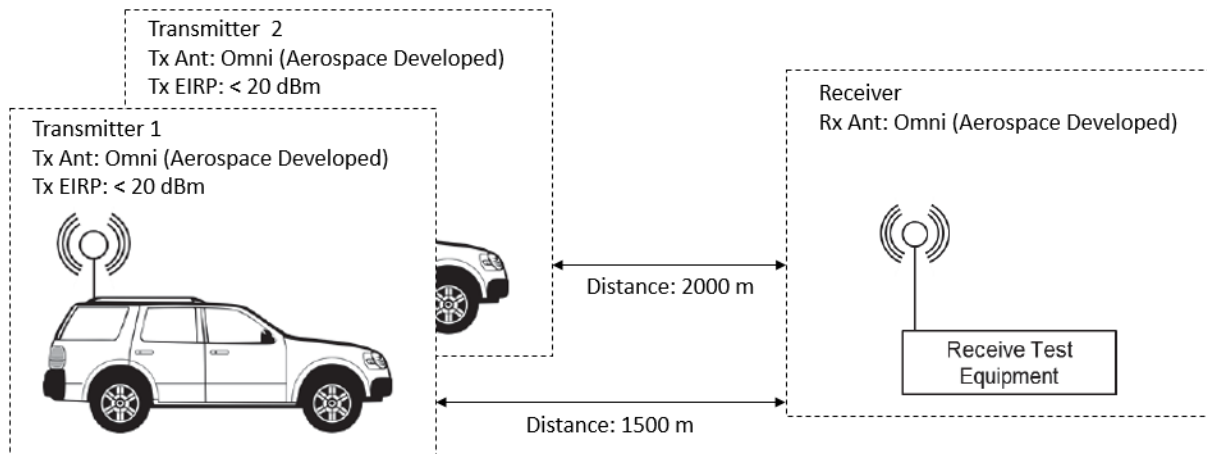 Transmitter 2
Tx Ant: Omni (Aerospace Developed)
Tx EIRP: < 20 dBm
Transmitter 1
Tx Ant: Omni (Aerospace Developed)
Tx EIRP: < 20 dBm
Receiver
Rx Ant: Omni (Aerospace Developed)
Distance: 2000 m
Receive Test
Equipment
Distance: 1500 m